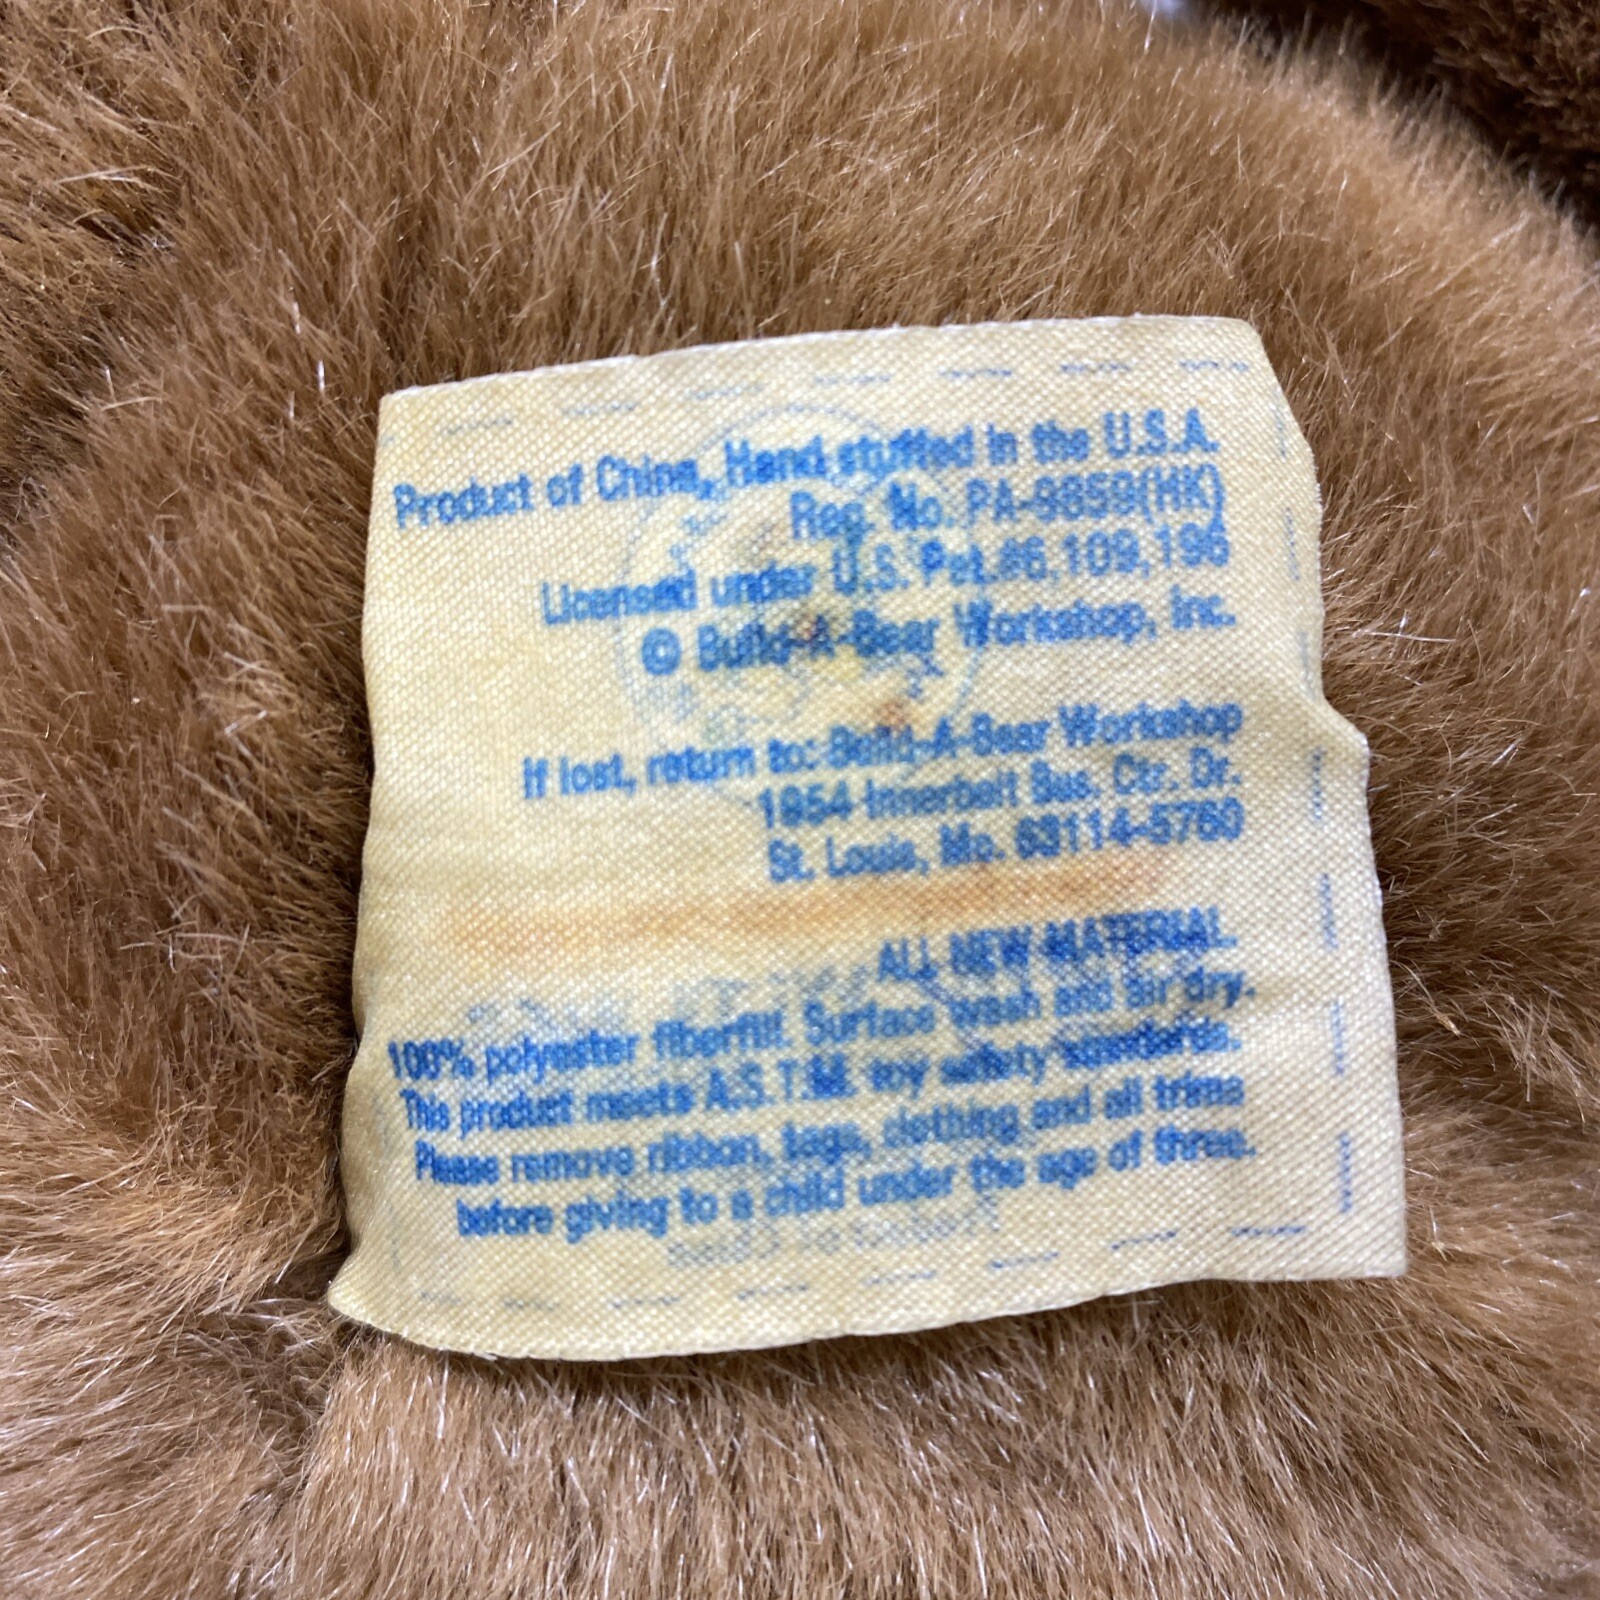 Product of China, Hand stuffed in the U.S.A.
Reg. No. PA-9859(HK)
Licensed under U.S. Pat.#6,109,196
© Build-A-Bear Workshop, Inc.
If lost, return to: Build-A-Bear Workshop
1954 Innerbelt Bus. Ctr. Dr.
St. Louis, Mo. 63114-5760
ALL NEW MATERIAL
100% polyester fiberfill. Surface wash and air dry.
This product meets A.S.T.M. toy safety standards.
Please remove ribbon, tags, clothing and all trims
before giving to a child under the age of three.